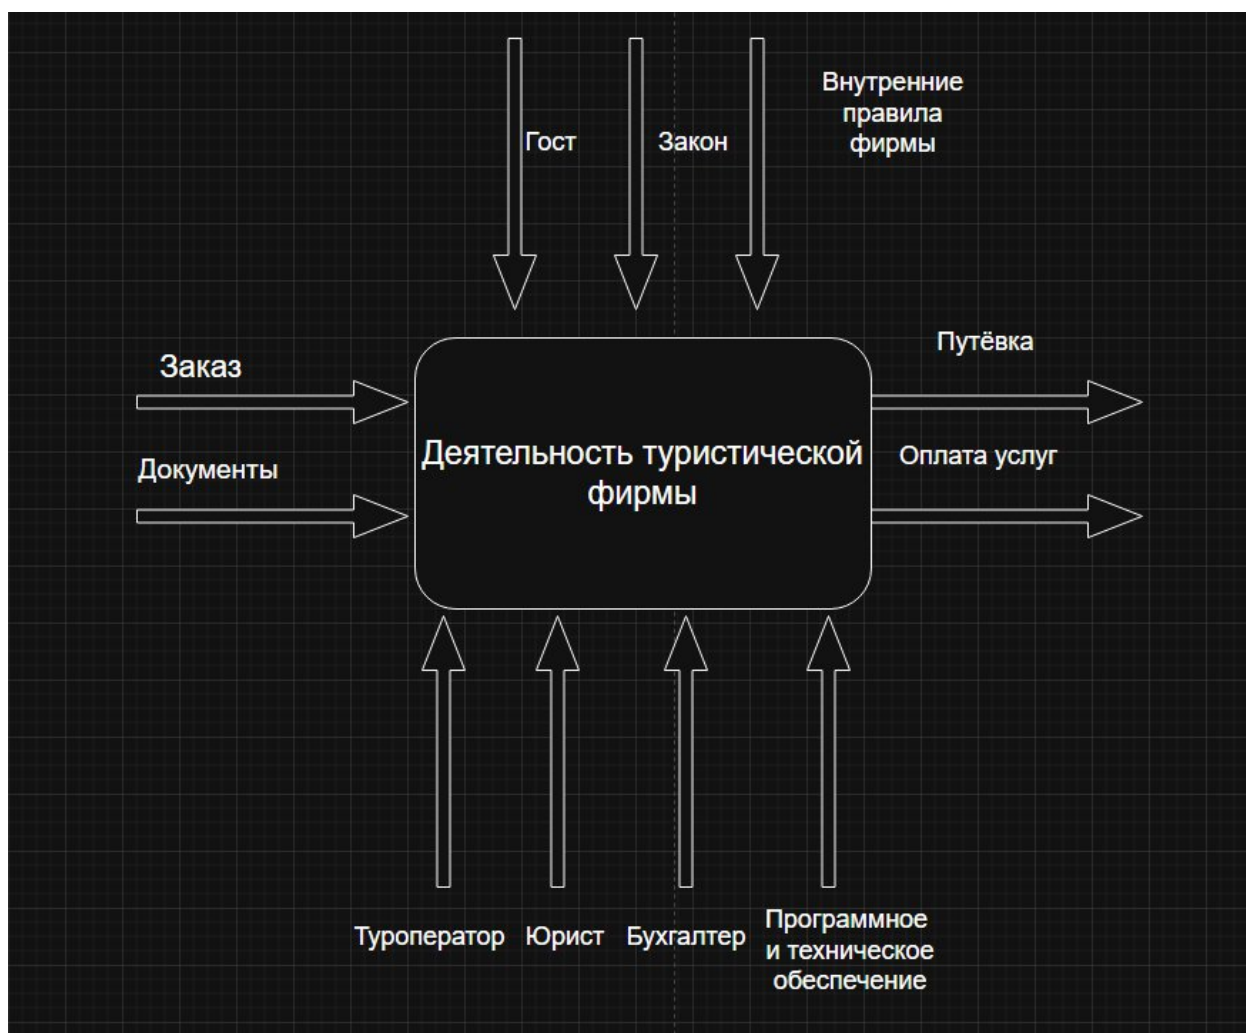 Гост
Закон
Внутренние
правила
фирмы
Заказ
Документы
Деятельность туристической
фирмы
Путёвка
Оплата услуг
Туроператор
Юрист
Бухгалтер
Программное
и техническое
обеспечение